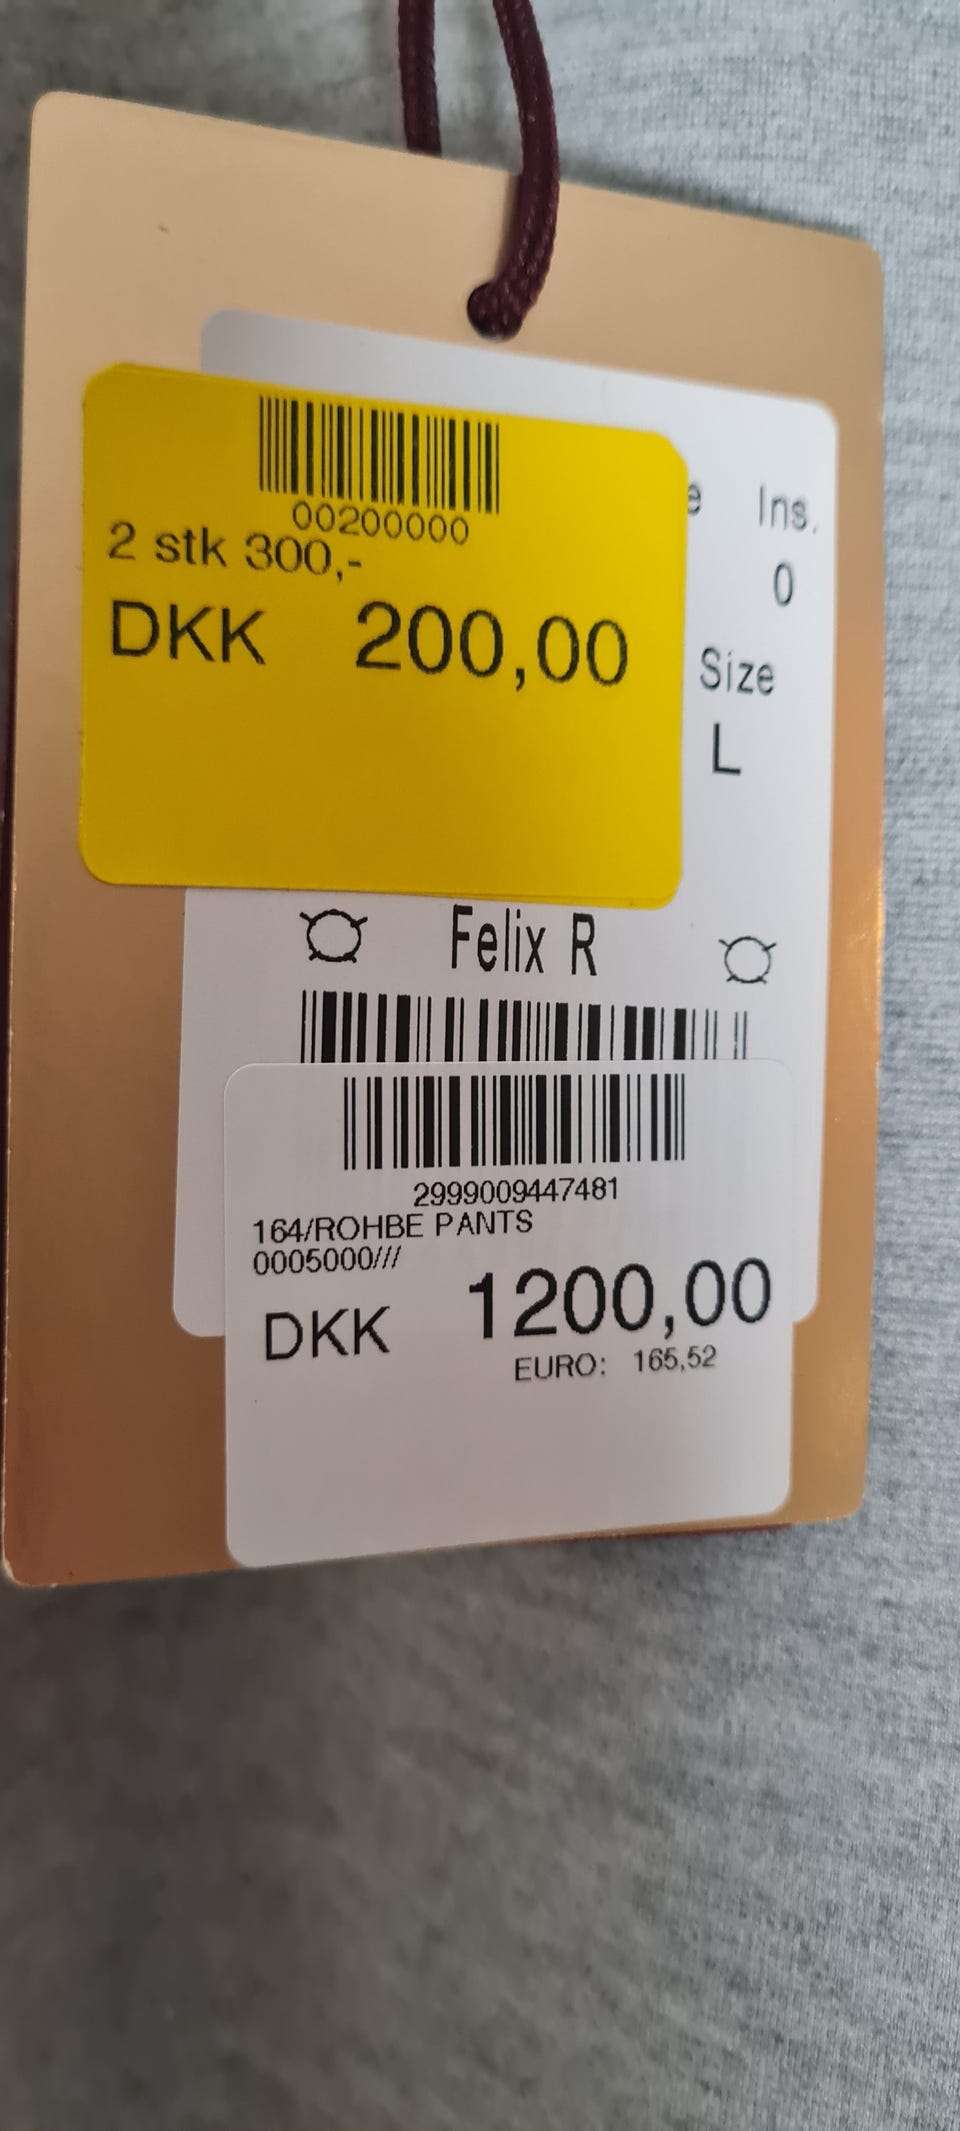 00200000
2 stk 300,-
DKK 200,00
Ins.
0
Size
L
Felix R
2999009447481
164/ROHBE PANTS
0005000///
DKK 1200,00
EURO: 165,52